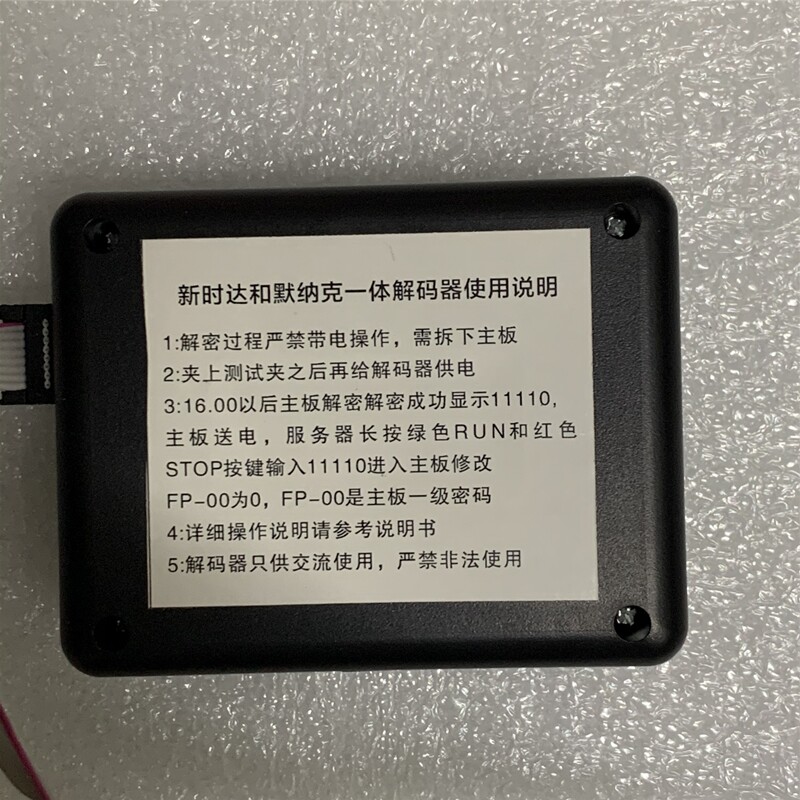 新时达和默纳克一体解码器使用说明
1:解密过程严禁带电操作，需拆下主板
2:夹上测试夹之后再给解码器供电
3:16.00以后主板解密解密成功显示11110,
主板送电，服务器长按绿色RUN和红色
STOP按键输入11110进入主板修改
FP-00为0，FP-00是主板一级密码
4:详细操作说明请参考说明书
5:解码器只供交流使用，严禁非法使用